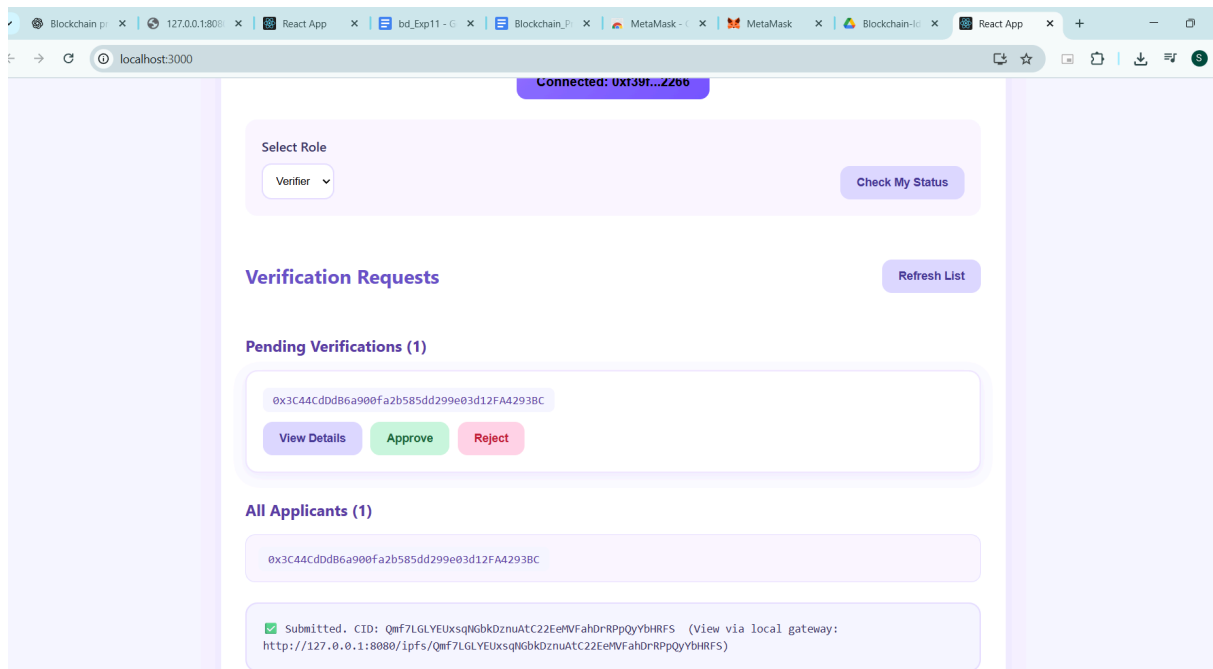 Blockchain p
127.0.0.1:808
React App
bd_Exp11 - G
Blockchain_P
MetaMask - (
MetaMask
Blockchain-Id
React App
localhost:3000
S
Connected: 0xf39f...2266
Select Role
Verifier
Check My Status
Verification Requests
Refresh List
Pending Verifications (1)
0x3C44CdDdB6a900fa2b585dd299e03d12FA4293BC
View Details
Approve
Reject
All Applicants (1)
0x3C44CdDdB6a900fa2b585dd299e03d12FA4293BC
✅ Submitted. CID: Qmf7LGLYEUxsqNGbkDznuAtC22EeMVFahDrRPpQyYbHRFS (View via local gateway:
http://127.0.0.1:8080/ipfs/Qmf7LGLYEUxsqNGbkDznuAtC22EeMVFahDrRPpQyYbHRFS)